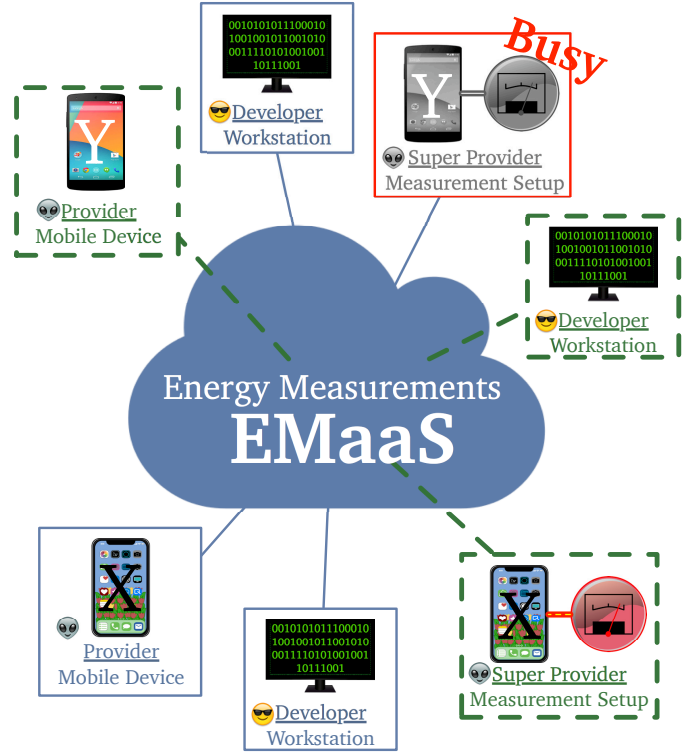 0010101011100010
1001001011001010
0011110101001001
10111001
Developer
Workstation
Busy
Y
Super Provider
Measurement Setup
Y
Provider
Mobile Device
0010101011100010
1001001011001010
0011110101001001
10111001
Developer
Workstation
Energy Measurements
EMaaS
X
Provider
Mobile Device
X
Super Provider
Measurement Setup
0010101011100010
1001001011001010
0011110101001001
10111001
Developer
Workstation